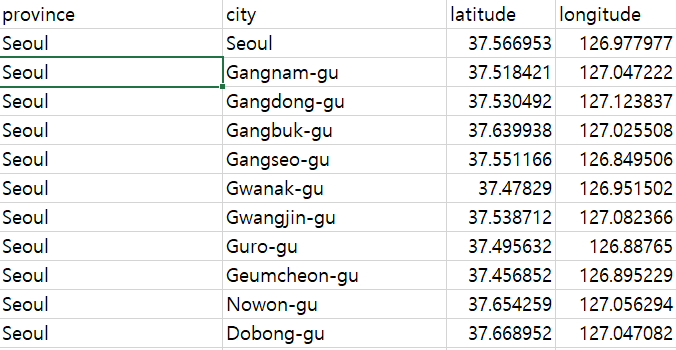 province city latitude longitude
Seoul Seoul 37.566953 126.977977
Seoul Gangnam-gu 37.518421 127.047222
Seoul Gangdong-gu 37.530492 127.123837
Seoul Gangbuk-gu 37.639938 127.025508
Seoul Gangseo-gu 37.551166 126.849506
Seoul Gwanak-gu 37.47829 126.951502
Seoul Gwangjin-gu 37.538712 127.082366
Seoul Guro-gu 37.495632 126.88765
Seoul Geumcheon-gu 37.456852 126.895229
Seoul Nowon-gu 37.654259 127.056294
Seoul Dobong-gu 37.668952 127.047082